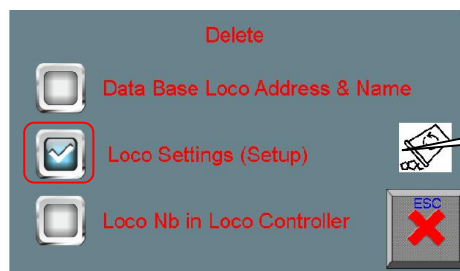 Delete
Data Base Loco Address & Name
Loco Settings (Setup)
Loco Nb in Loco Controller
ESC